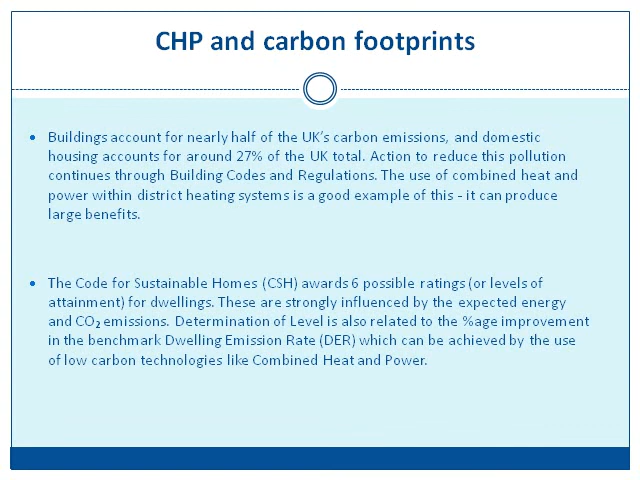 CHP and carbon footprints
• Buildings account for nearly half of the UK’s carbon emissions, and domestic
housing accounts for around 27% of the UK total. Action to reduce this pollution
continues through Building Codes and Regulations. The use of combined heat and
power within district heating systems is a good example of this - it can produce
large benefits.
• The Code for Sustainable Homes (CSH) awards 6 possible ratings (or levels of
attainment) for dwellings. These are strongly influenced by the expected energy
and CO₂ emissions. Determination of Level is also related to the %age improvement
in the benchmark Dwelling Emission Rate (DER) which can be achieved by the use
of low carbon technologies like Combined Heat and Power.